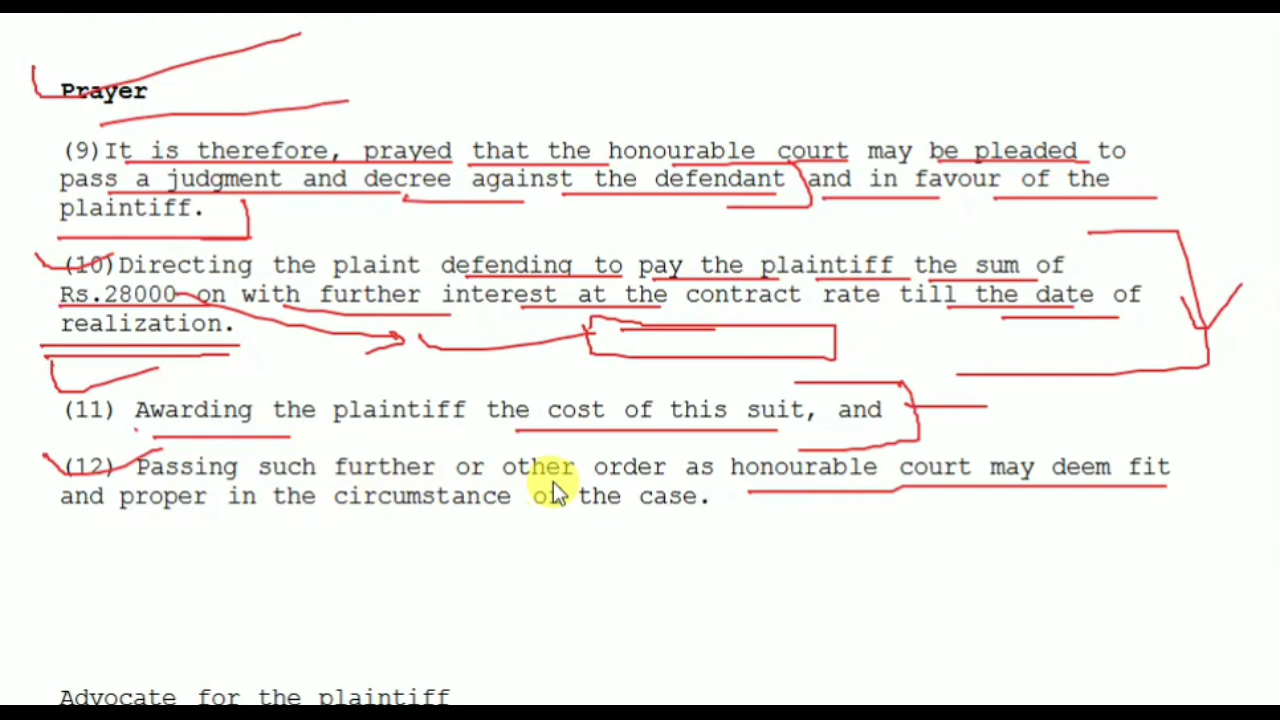 Prayer
(9)It is therefore, prayed that the honourable court may be pleaded to
pass a judgment and decree against the defendant and in favour of the
plaintiff.
(10)Directing the plaint defending to pay the plaintiff the sum of
Rs.28000 on with further interest at the contract rate till the date of
realization.
(11) Awarding the plaintiff the cost of this suit, and
(12) Passing such further or other order as honourable court may deem fit
and proper in the circumstance of the case.
Advocate for the plaintiff